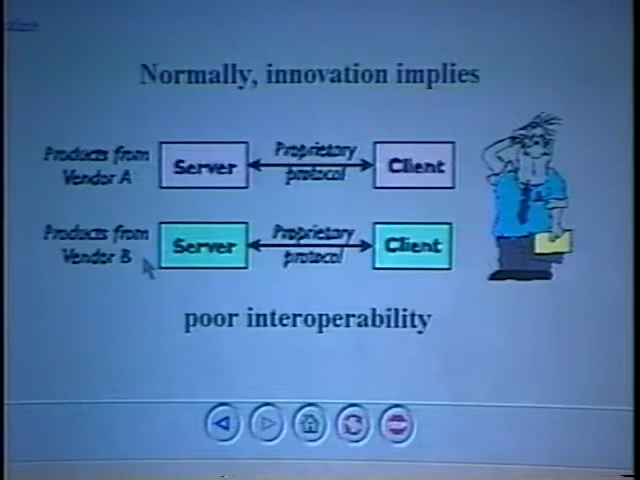 Normally, innovation implies
Products from
Vendor A
Server
Proprietary
protocol
Client
Products from
Vendor B
Server
Proprietary
protocol
Client
poor interoperability